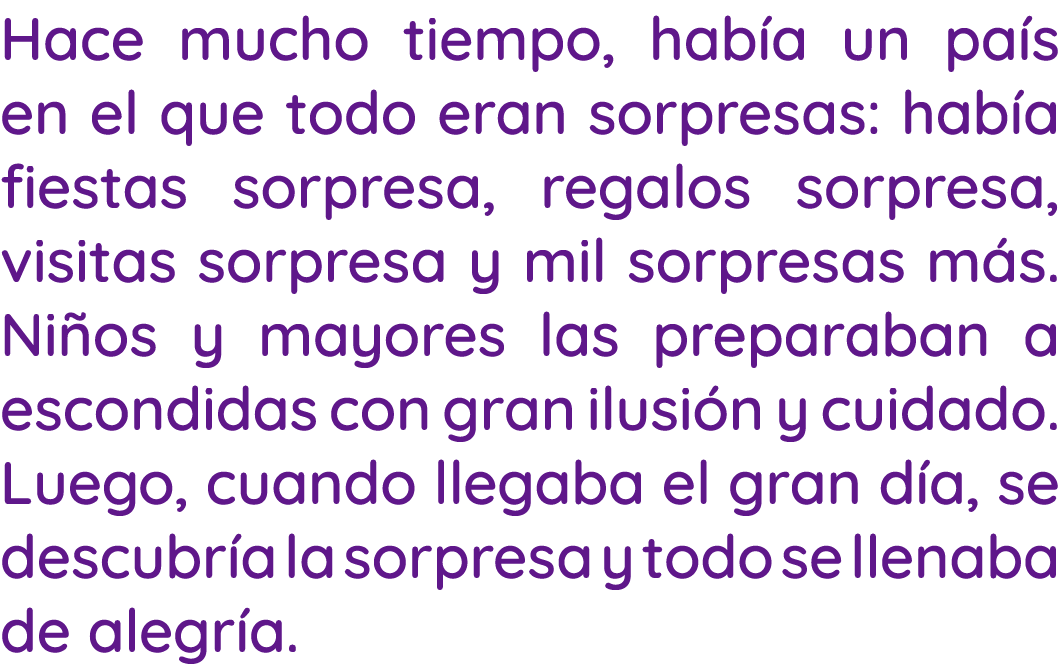 Hace mucho tiempo, había un país
en el que todo eran sorpresas: había
fiestas sorpresa, regalos sorpresa,
visitas sorpresa y mil sorpresas más.
Niños y mayores las preparaban a
escondidas con gran ilusión y cuidado.
Luego, cuando llegaba el gran día, se
descubría la sorpresa y todo se llenaba
de alegría.